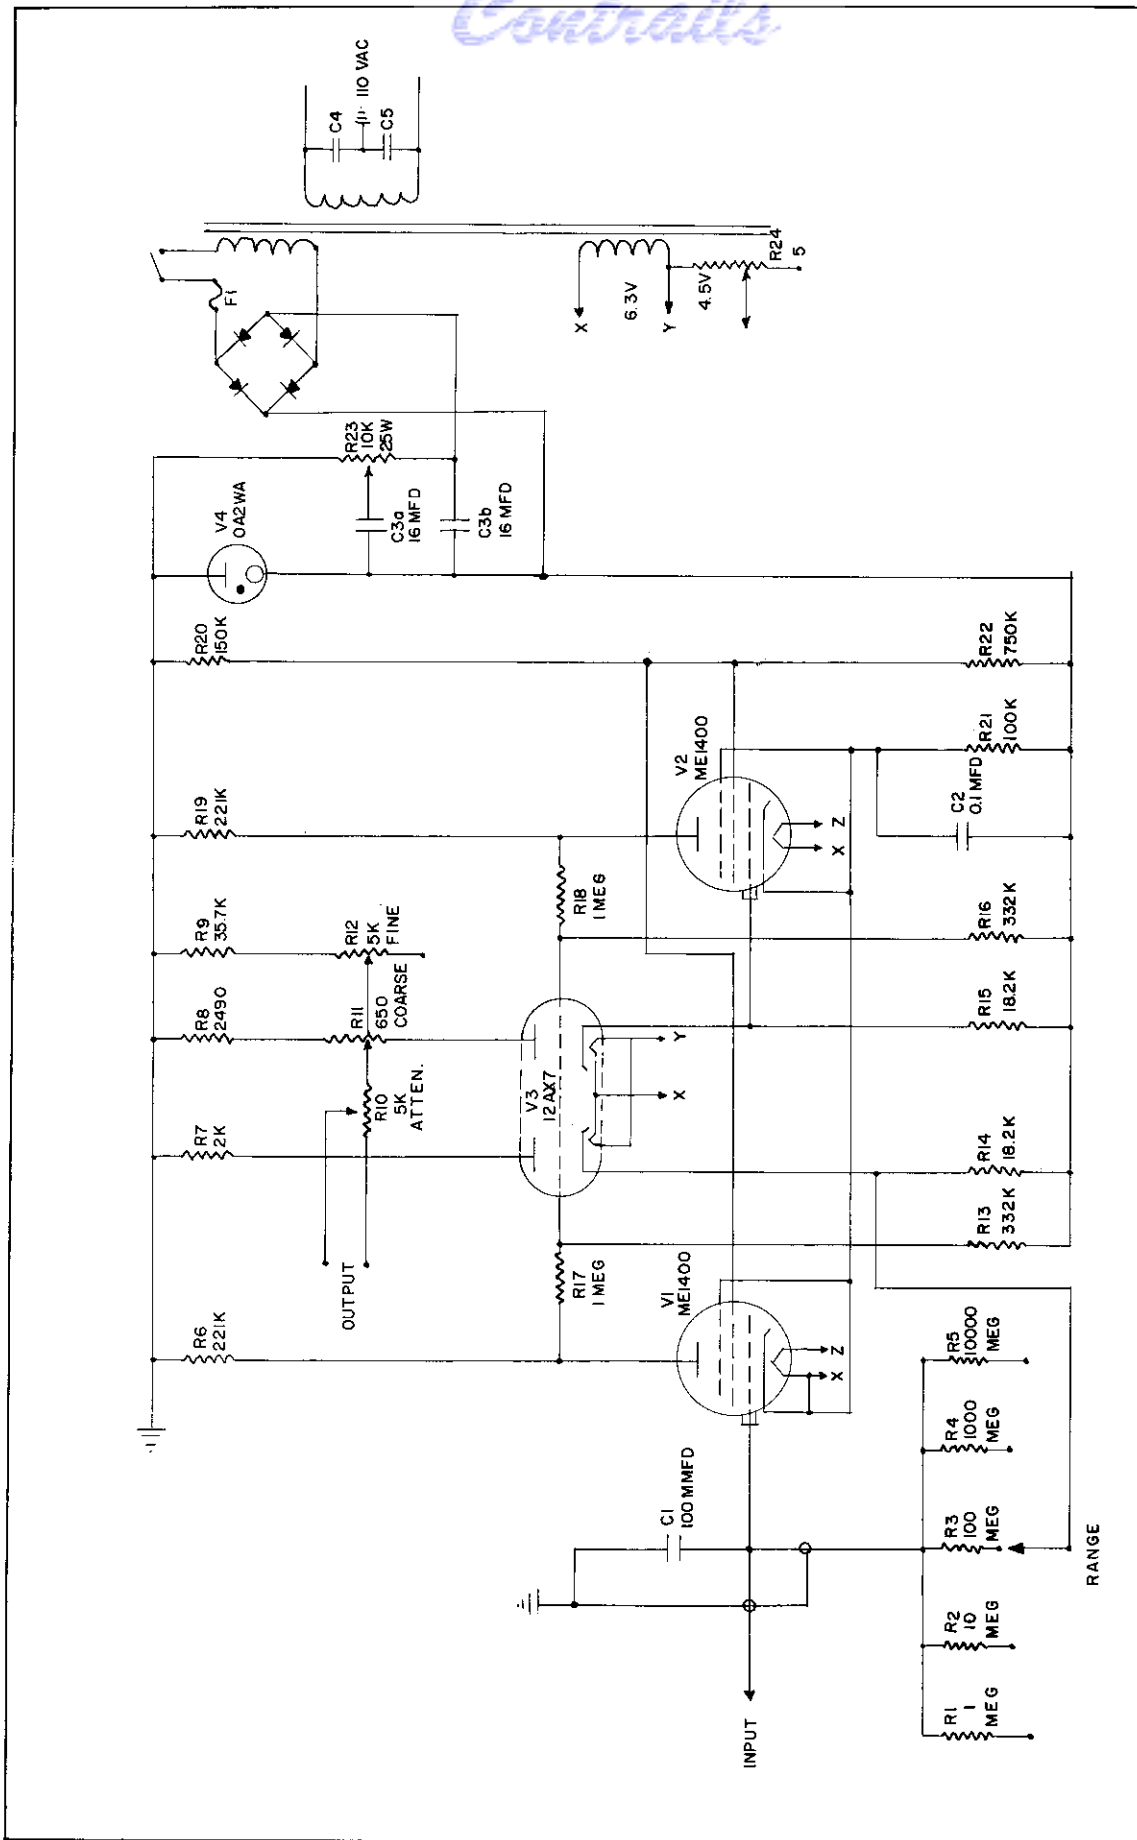 Contrails
R6
221K
R7
2K
R8
2490
R9
35.7K
R19
221K
R20
150K
V4
OA2WA
F1
C4
110 VAC
C5
OUTPUT
R10
5K
ATTEN.
R11
650
COARSE
R12
5K
FINE
R23
10K
25W
C3a
16 MFD
C3b
16 MFD
R17
1 MEG
V3
12AX7
X
Y
R18
1 MEG
X
6.3V
Y
4.5V
R24
5
C1
100 MMFD
V1
ME1400
X
Z
V2
ME1400
X
Z
INPUT
R1
1
MEG
R2
10
MEG
R3
100
MEG
R4
1000
MEG
R5
10000
MEG
R13
332K
R14
18.2K
R15
18.2K
R16
332K
C2
0.1 MFD
R21
100K
R22
750K
RANGE